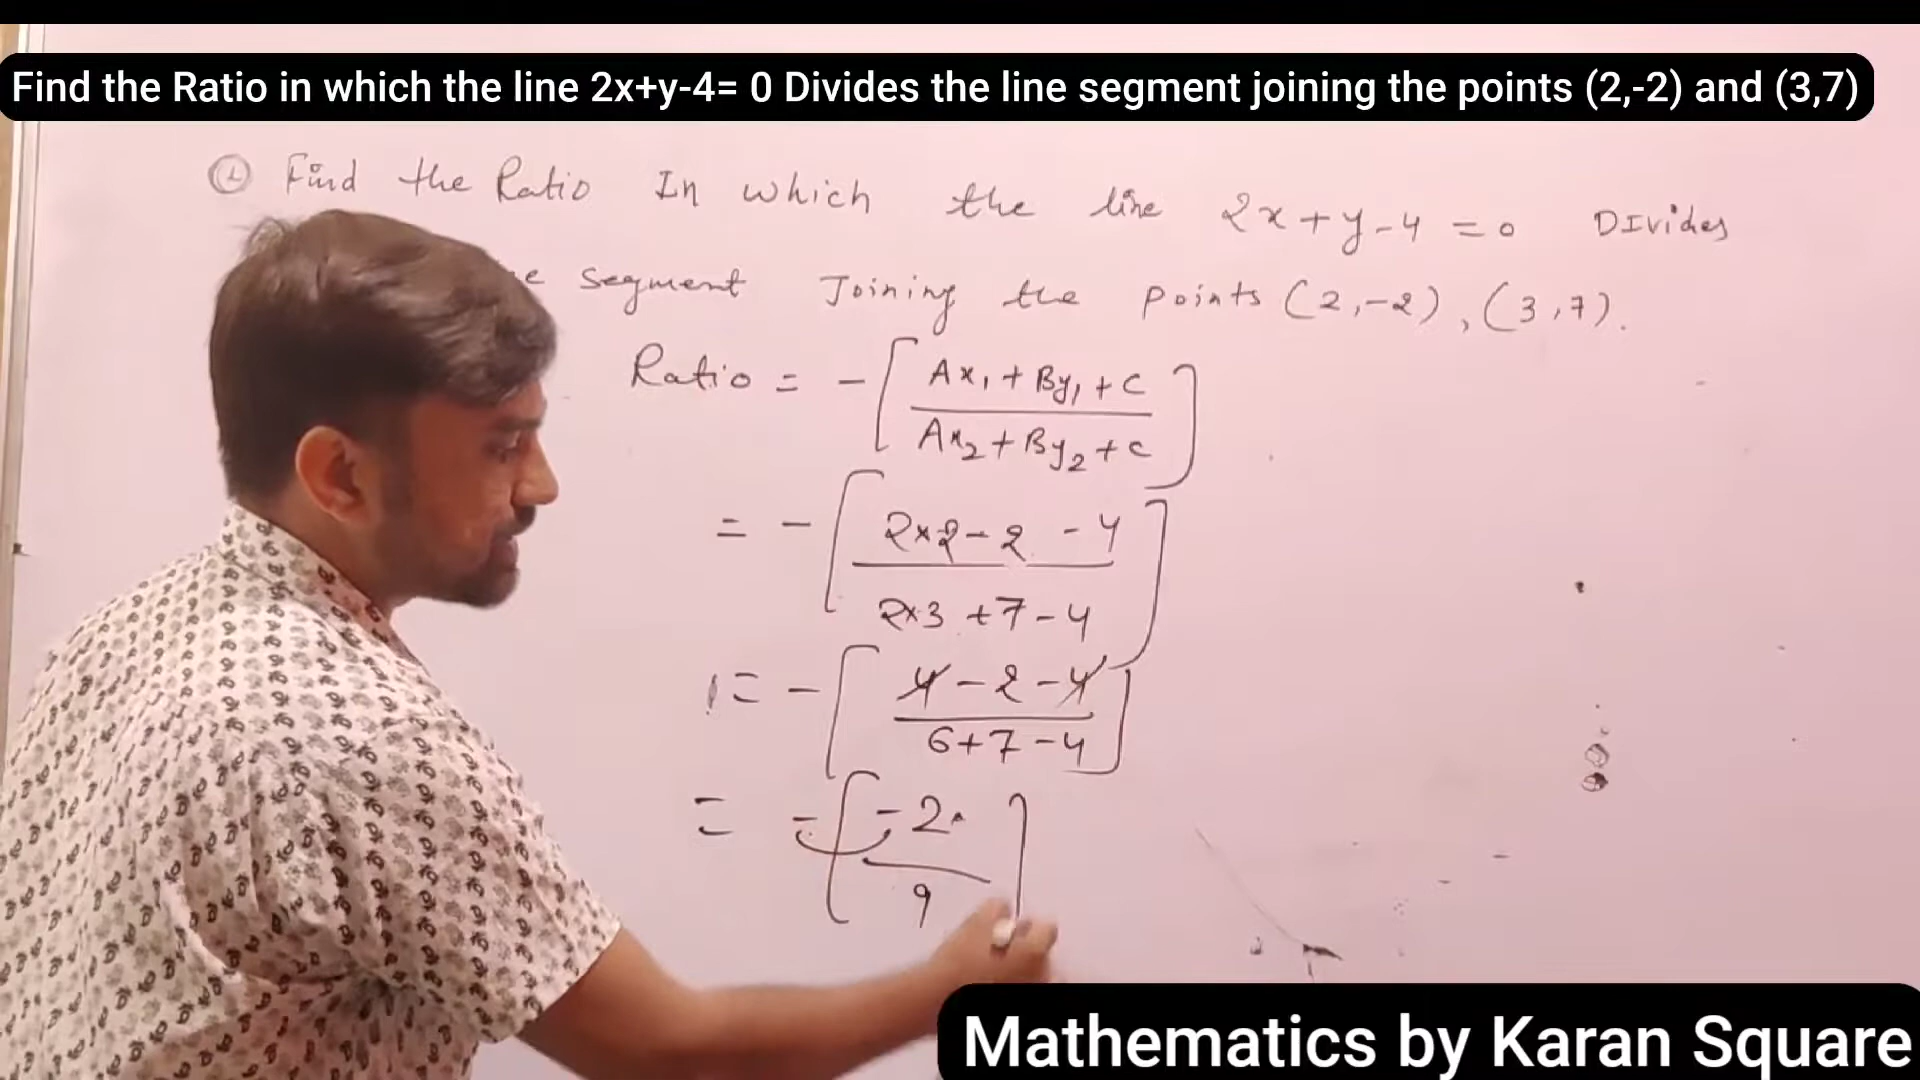 Find the Ratio in which the line 2x+y-4= 0 Divides the line segment joining the points (2,-2) and (3,7)
① Find the Ratio In which the line 2x+y-4=0 DIvides
e segment Joining the points (2,-2), (3,7).
Ratio = -[ Ax₁ + By₁ + C
Ax₂ + By₂ + C ]
= -[ 2×2-2 -4
2×3 +7-4 ]
= -[ 4-2-4
6+7-4 ]
= -[ -2
9 ]
Mathematics by Karan Square